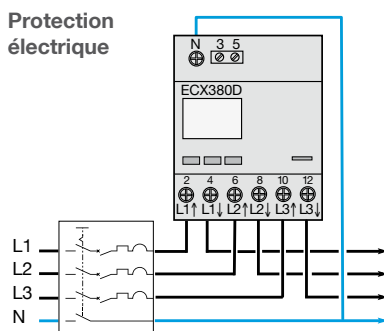 Protection
électrique
N 3 5
ECX380D
2 4 6 8 10 12
L1↑ L1↓ L2↑ L2↓ L3↑ L3↓
L1
L2
L3
N